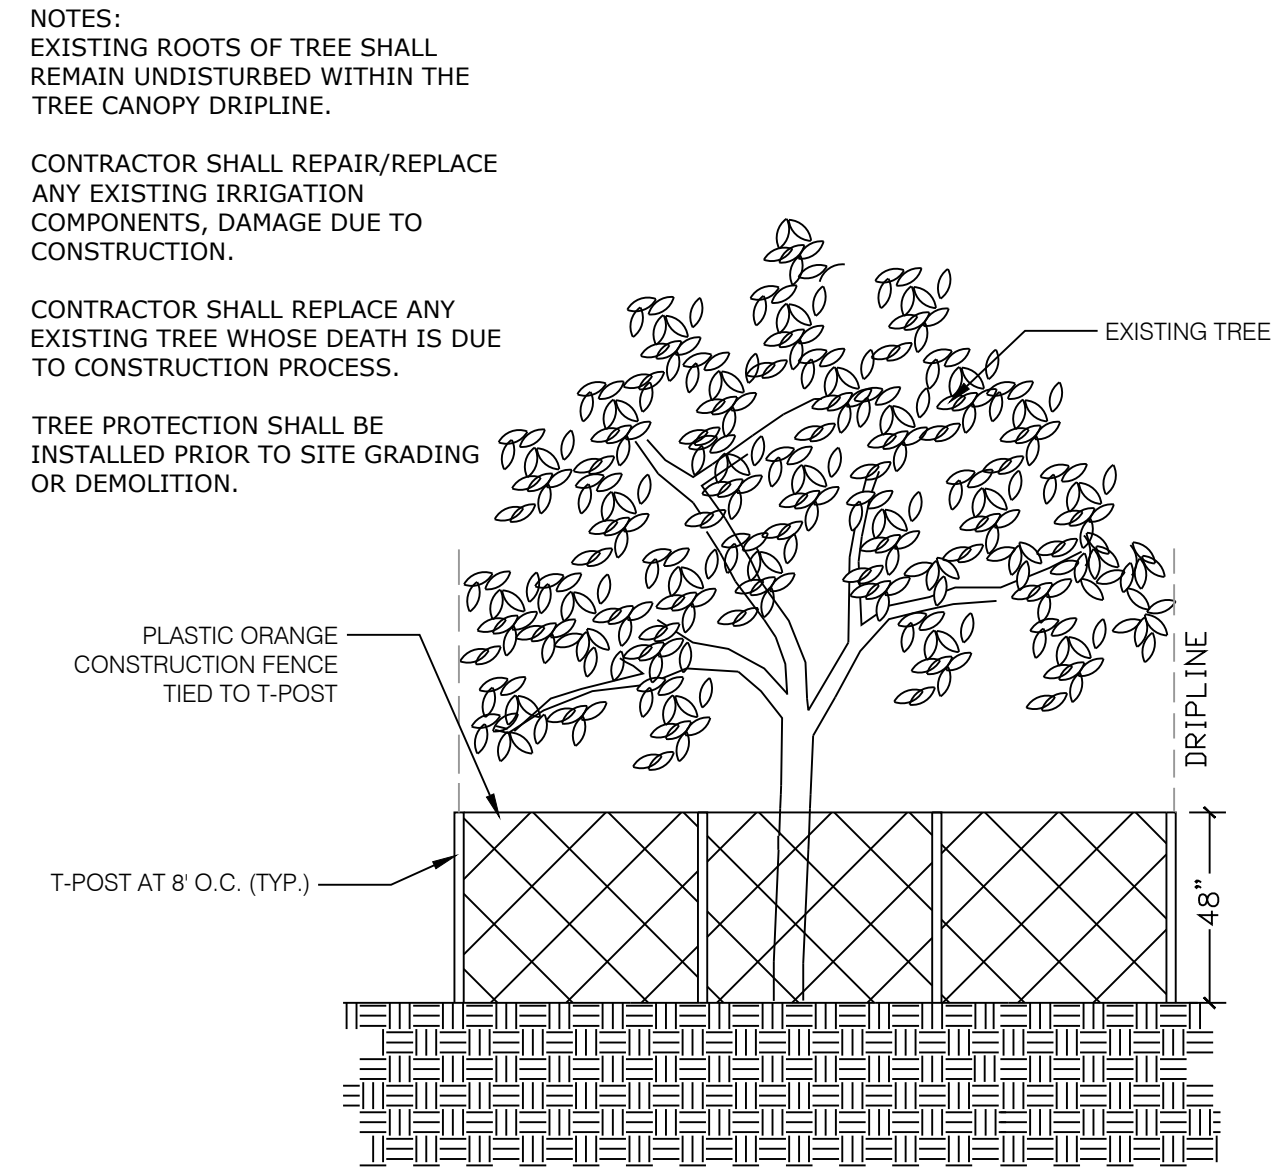 NOTES:
EXISTING ROOTS OF TREE SHALL
REMAIN UNDISTURBED WITHIN THE
TREE CANOPY DRIPLINE.
CONTRACTOR SHALL REPAIR/REPLACE
ANY EXISTING IRRIGATION
COMPONENTS, DAMAGE DUE TO
CONSTRUCTION.
CONTRACTOR SHALL REPLACE ANY
EXISTING TREE WHOSE DEATH IS DUE
TO CONSTRUCTION PROCESS.
TREE PROTECTION SHALL BE
INSTALLED PRIOR TO SITE GRADING
OR DEMOLITION.
EXISTING TREE
PLASTIC ORANGE
CONSTRUCTION FENCE
TIED TO T-POST
DRIPLINE
T-POST AT 8' O.C. (TYP.)
48"